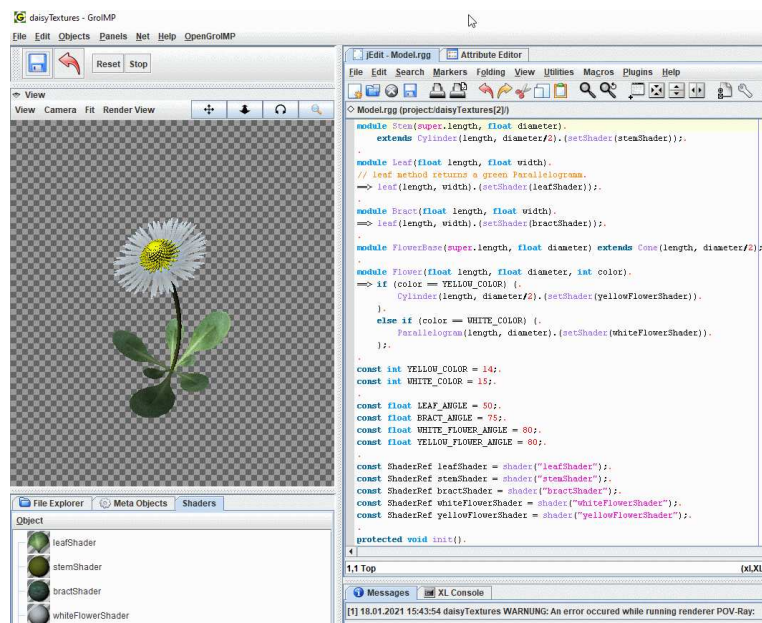 daisyTextures - GroIMP
File Edit Objects Panels Net Help OpenGroIMP
Reset Stop
View
View Camera Fit Render View
File Explorer Meta Objects Shaders
Object
leafShader
stemShader
bractShader
whiteFlowerShader
jEdit - Model.rgg Attribute Editor
File Edit Search Markers Folding View Utilities Macros Plugins Help
Model.rgg (project:/daisyTextures[2]/)
module Stem(super.length, float diameter).
extends Cylinder(length, diameter/2).(setShader(stemShader));.
.
module Leaf(float length, float width).
// leaf method returns a green Parallelogramm.
==> leaf(length, width).(setShader(leafShader));.
.
module Bract(float length, float width).
==> leaf(length, width).(setShader(bractShader));.
.
module FlowerBase(super.length, float diameter) extends Cone(length, diameter/2);
.
module Flower(float length, float diameter, int color).
==> if (color == YELLOW_COLOR) (.
Cylinder(length, diameter/2).(setShader(yellowFlowerShader)).
).
else if (color == WHITE_COLOR) (.
Parallelogram(length, diameter).(setShader(whiteFlowerShader)).
);.
.
const int YELLOW_COLOR = 14;.
const int WHITE_COLOR = 15;.
.
const float LEAF_ANGLE = 50;.
const float BRACT_ANGLE = 75;.
const float WHITE_FLOWER_ANGLE = 80;.
const float YELLOW_FLOWER_ANGLE = 80;.
.
const ShaderRef leafShader = shader("leafShader");.
const ShaderRef stemShader = shader("stemShader");.
const ShaderRef bractShader = shader("bractShader");.
const ShaderRef whiteFlowerShader = shader("whiteFlowerShader");.
const ShaderRef yellowFlowerShader = shader("yellowFlowerShader");.
.
protected void init().
1,1 Top (xl,XL
Messages XL Console
[1] 18.01.2021 15:43:54 daisyTextures WARNUNG: An error occured while running renderer POV-Ray: